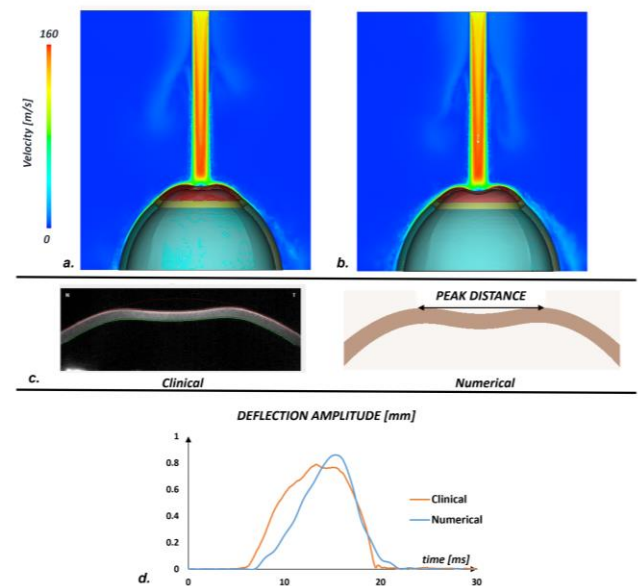 160
Velocity [m/s]
0
a.
b.
PEAK DISTANCE
c.
Clinical
Numerical
DEFLECTION AMPLITUDE [mm]
1
0.8
0.6
0.4
0.2
0
Clinical
Numerical
time [ms]
0
10
20
30
d.